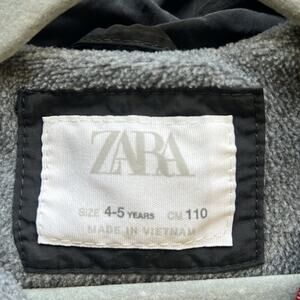 ZARA
SIZE 4-5 YEARS CM 110
MADE IN VIETNAM